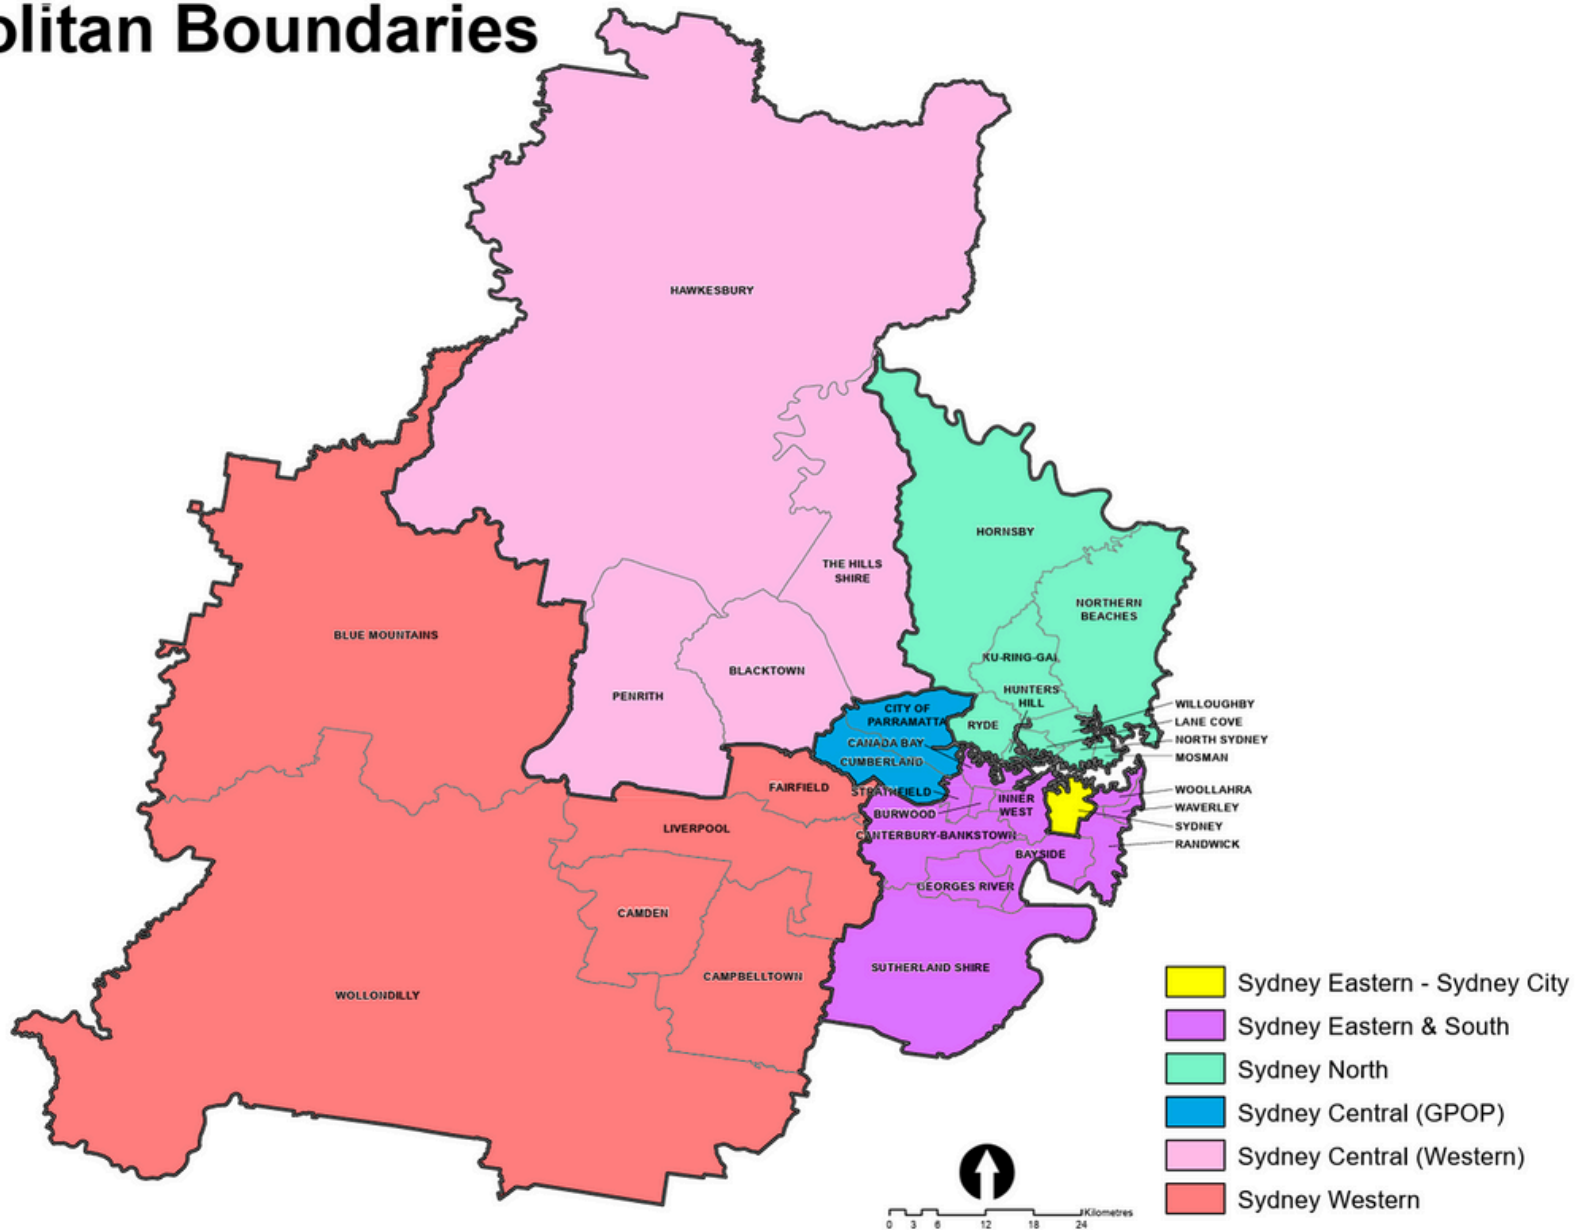 olitan Boundaries
HAWKESBURY
HORNSBY
THE HILLS
SHIRE
NORTHERN
BEACHES
BLUE MOUNTAINS
KU-RING-GAI
BLACKTOWN
PENRITH
HUNTERS
HILL
WILLOUGHBY
CITY OF
PARRAMATTA
RYDE
LANE COVE
NORTH SYDNEY
CANADA BAY
MOSMAN
CUMBERLAND
FAIRFIELD
STRATHFIELD
WOOLLAHRA
INNER
WEST
WAVERLEY
BURWOOD
SYDNEY
LIVERPOOL
CANTERBURY-BANKSTOWN
RANDWICK
BAYSIDE
GEORGES RIVER
CAMDEN
SUTHERLAND SHIRE
CAMPBELLTOWN
WOLLONDILLY
Sydney Eastern - Sydney City
Sydney Eastern & South
Sydney North
Sydney Central (GPOP)
Sydney Central (Western)
Sydney Western
Kilometres
0 3 6 12 18 24